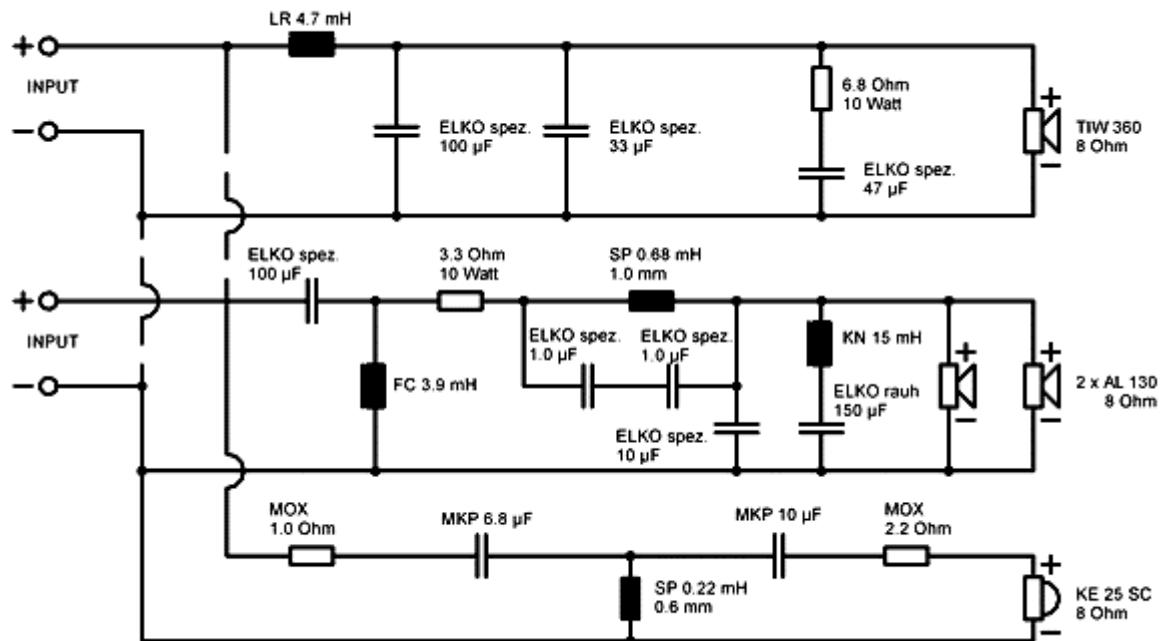 LR 4.7 mH
+
INPUT
−
ELKO spez.
100 µF
ELKO spez.
33 µF
6.8 Ohm
10 Watt
ELKO spez.
47 µF
+
−
TIW 360
8 Ohm
ELKO spez.
100 µF
3.3 Ohm
10 Watt
SP 0.68 mH
1.0 mm
+
INPUT
−
FC 3.9 mH
ELKO spez.
1.0 µF
ELKO spez.
1.0 µF
ELKO spez.
10 µF
KN 15 mH
ELKO rauh
150 µF
+
−
+
−
2 x AL 130
8 Ohm
MOX
1.0 Ohm
MKP 6.8 µF
SP 0.22 mH
0.6 mm
MKP 10 µF
MOX
2.2 Ohm
+
−
KE 25 SC
8 Ohm